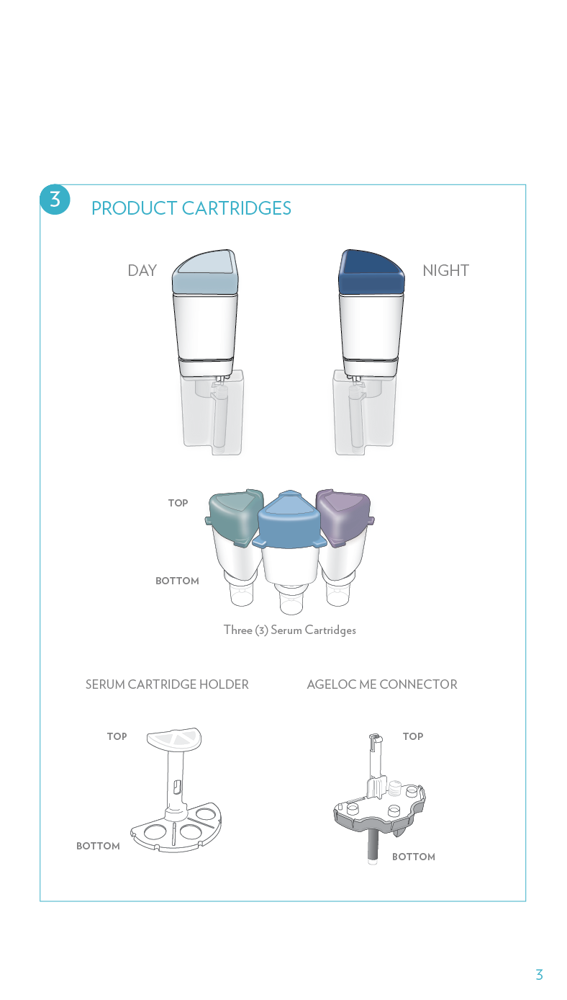 3
PRODUCT CARTRIDGES
DAY
NIGHT
TOP
BOTTOM
Three (3) Serum Cartridges
SERUM CARTRIDGE HOLDER
AGELOC ME CONNECTOR
TOP
TOP
BOTTOM
BOTTOM
3